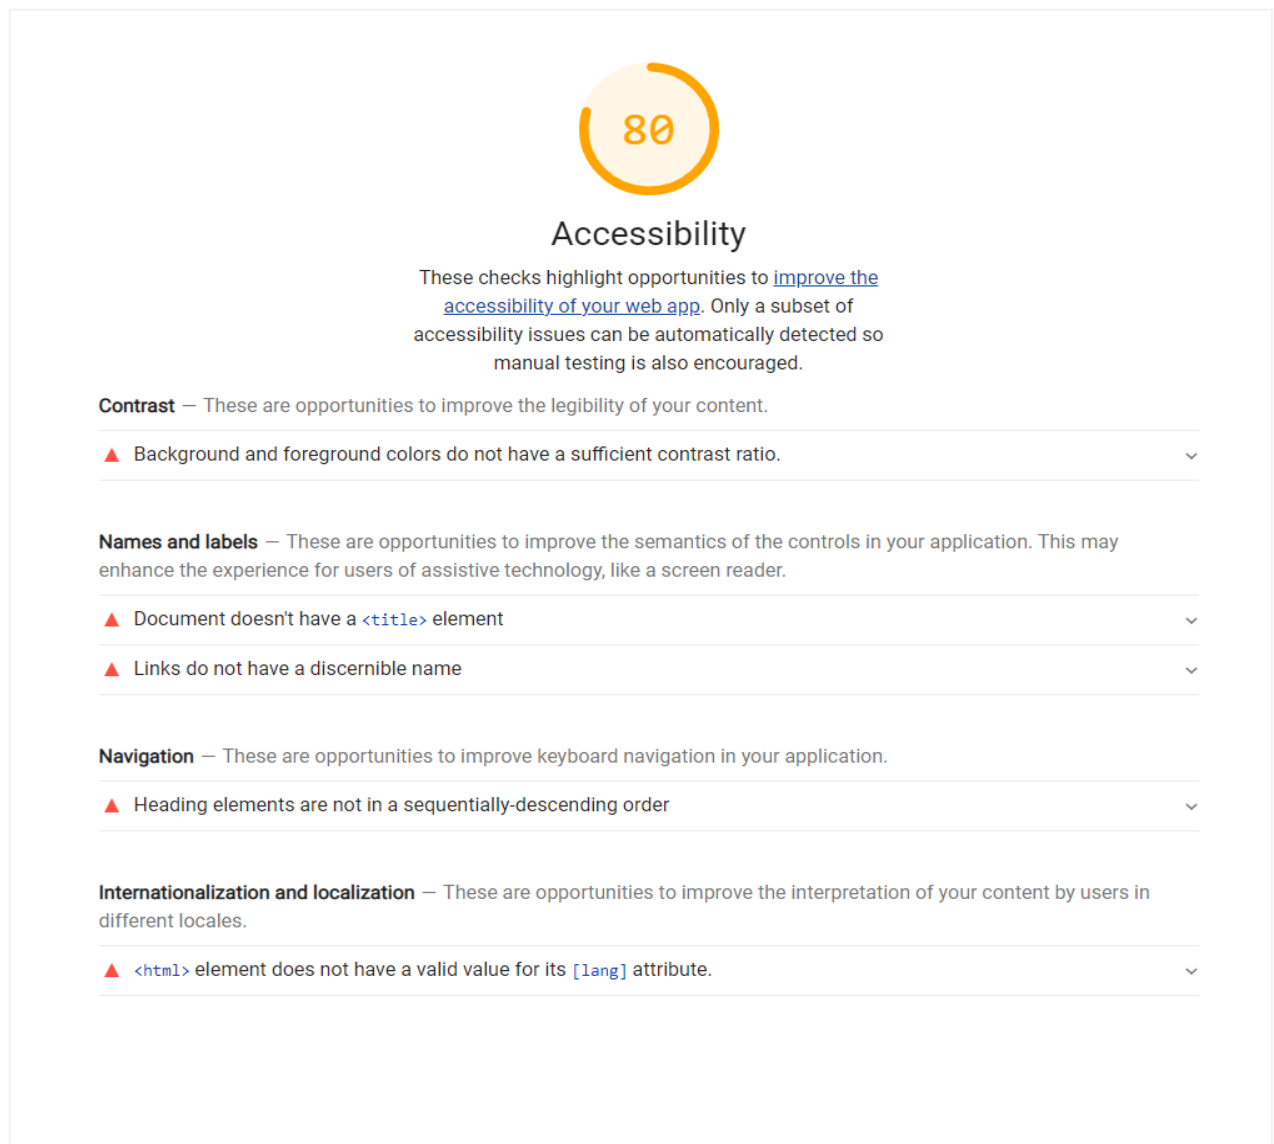 80
Accessibility
These checks highlight opportunities to improve the
accessibility of your web app. Only a subset of
accessibility issues can be automatically detected so
manual testing is also encouraged.
Contrast — These are opportunities to improve the legibility of your content.
Background and foreground colors do not have a sufficient contrast ratio.
Names and labels — These are opportunities to improve the semantics of the controls in your application. This may
enhance the experience for users of assistive technology, like a screen reader.
Document doesn't have a <title> element
Links do not have a discernible name
Navigation — These are opportunities to improve keyboard navigation in your application.
Heading elements are not in a sequentially-descending order
Internationalization and localization — These are opportunities to improve the interpretation of your content by users in
different locales.
<html> element does not have a valid value for its [lang] attribute.